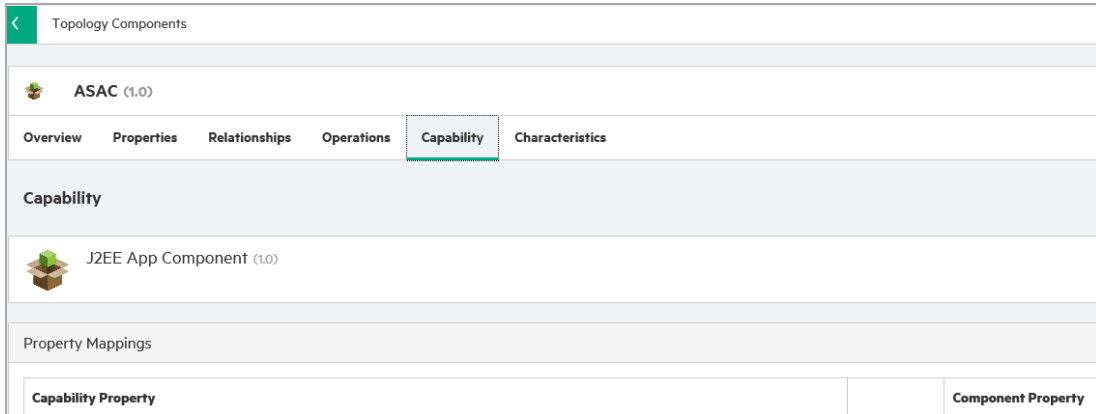 Topology Components
ASAC (1.0)
Overview Properties Relationships Operations Capability Characteristics
Capability
J2EE App Component (1.0)
Property Mappings
Capability Property Component Property